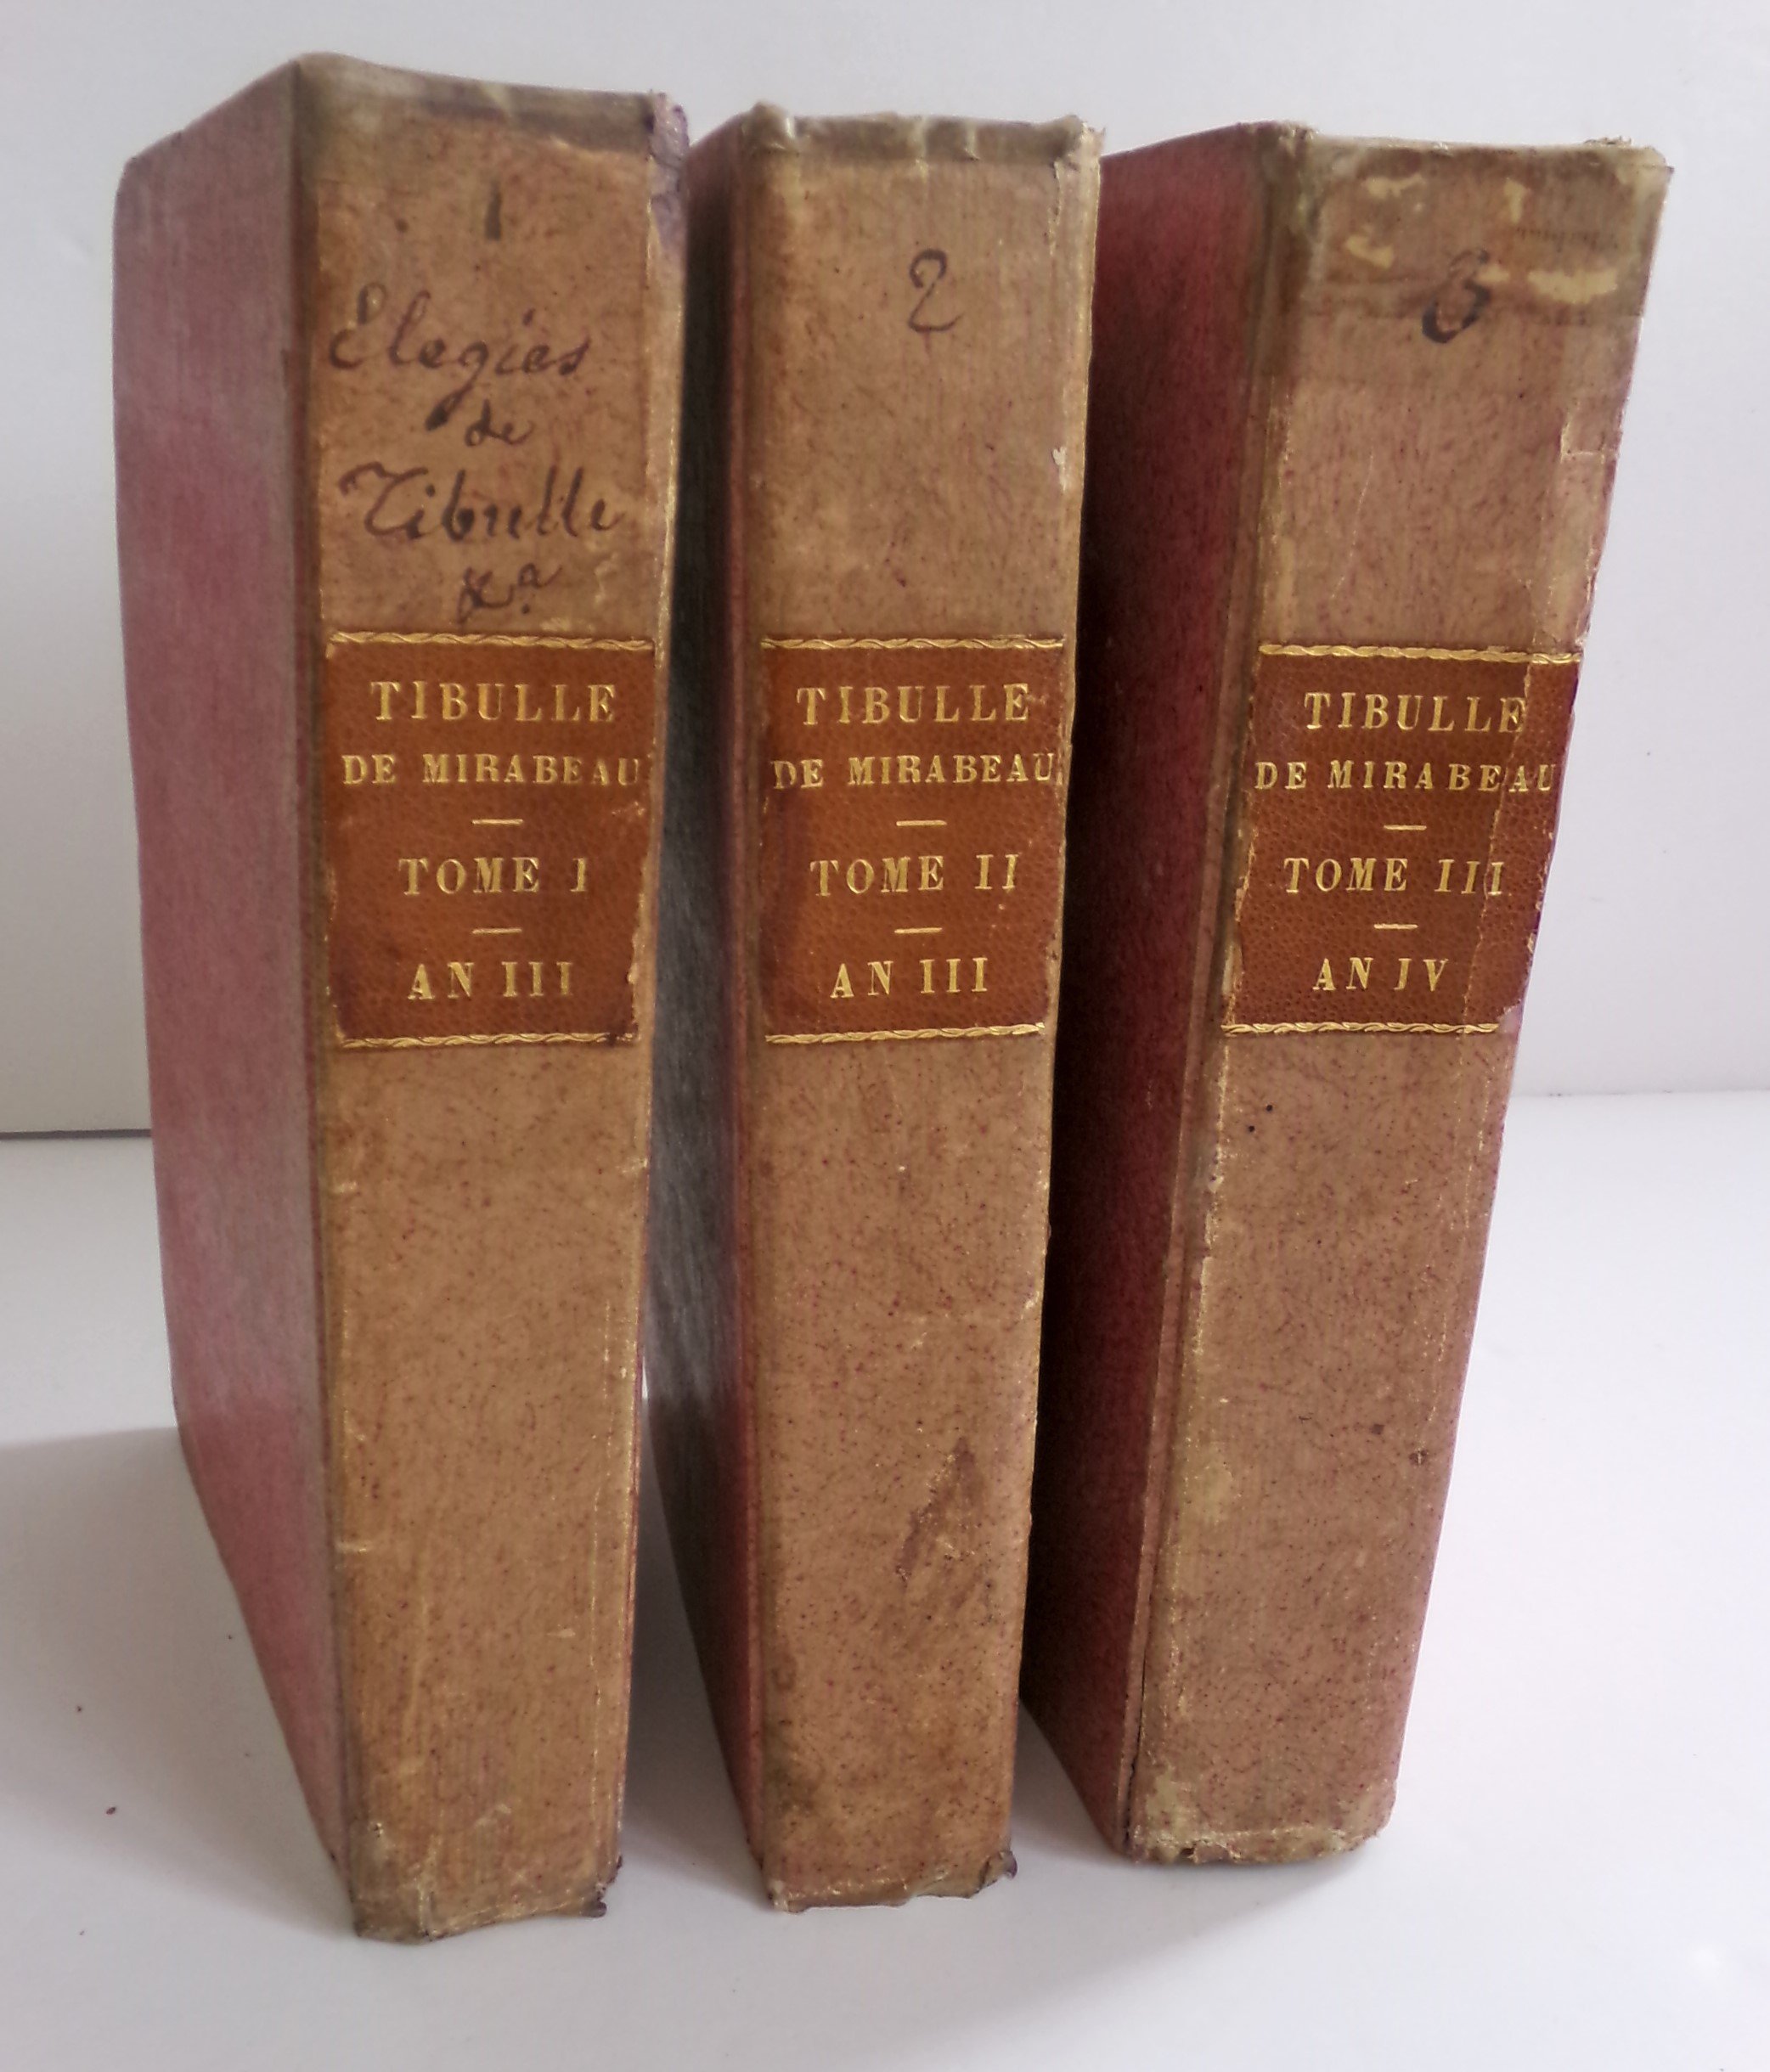 1
Elegies
de
Tibulle
&a
TIBULLE
DE MIRABEAU
TOME I
AN III
2
TIBULLE
DE MIRABEAU
TOME II
AN III
3
TIBULLE
DE MIRABEAU
TOME III
AN IV